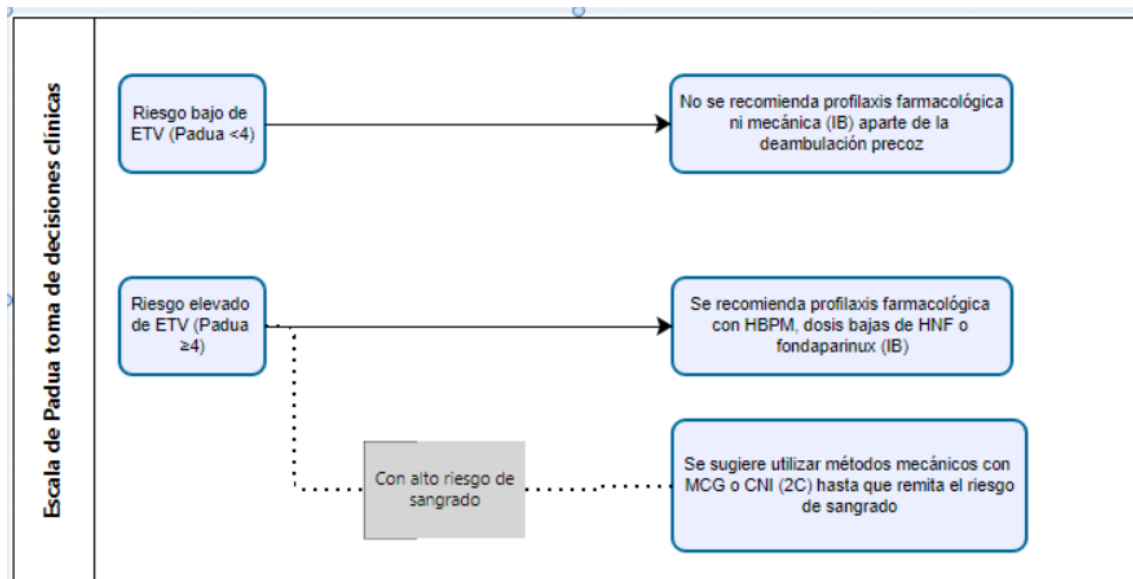 Escala de Padua toma de decisiones clínicas
Riesgo bajo de
ETV (Padua <4)
No se recomienda profilaxis farmacológica
ni mecánica (IB) aparte de la
deambulación precoz
Riesgo elevado
de ETV (Padua
≥4)
Se recomienda profilaxis farmacológica
con HBPM, dosis bajas de HNF o
fondaparinux (IB)
Con alto riesgo de
sangrado
Se sugiere utilizar métodos mecánicos con
MCG o CNI (2C) hasta que remita el riesgo
de sangrado